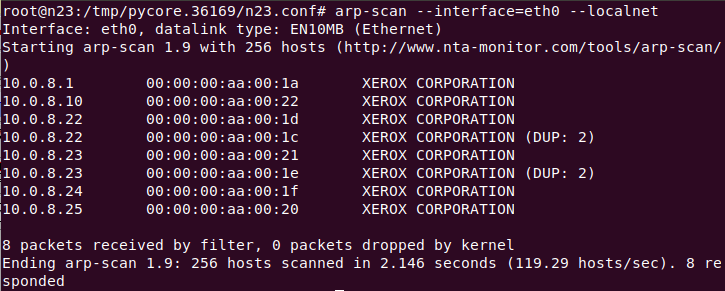 root@n23:/tmp/pycore.36169/n23.conf# arp-scan --interface=eth0 --localnet
Interface: eth0, datalink type: EN10MB (Ethernet)
Starting arp-scan 1.9 with 256 hosts (http://www.nta-monitor.com/tools/arp-scan/
)
10.0.8.1        00:00:00:aa:00:1a       XEROX CORPORATION
10.0.8.10       00:00:00:aa:00:22       XEROX CORPORATION
10.0.8.22       00:00:00:aa:00:1d       XEROX CORPORATION
10.0.8.22       00:00:00:aa:00:1c       XEROX CORPORATION (DUP: 2)
10.0.8.23       00:00:00:aa:00:21       XEROX CORPORATION
10.0.8.23       00:00:00:aa:00:1e       XEROX CORPORATION (DUP: 2)
10.0.8.24       00:00:00:aa:00:1f       XEROX CORPORATION
10.0.8.25       00:00:00:aa:00:20       XEROX CORPORATION
8 packets received by filter, 0 packets dropped by kernel
Ending arp-scan 1.9: 256 hosts scanned in 2.146 seconds (119.29 hosts/sec). 8 re
sponded